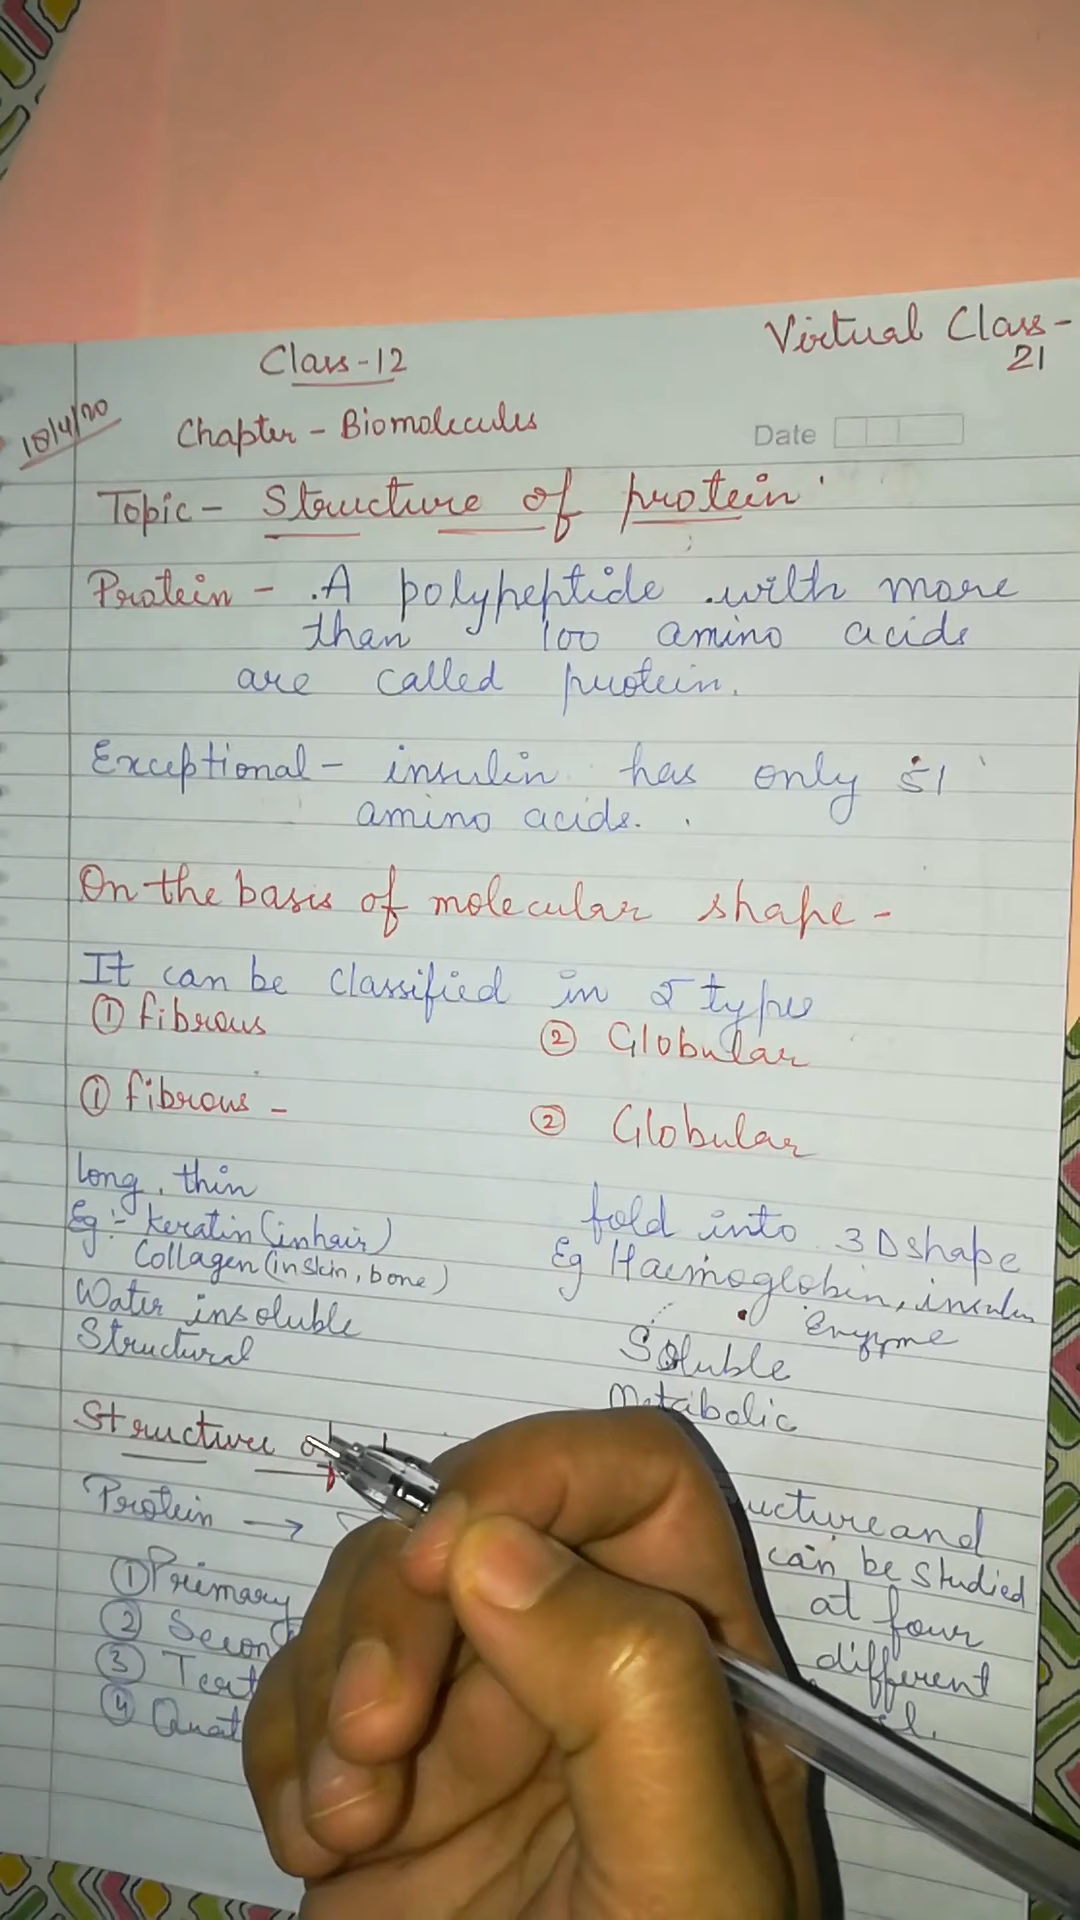 Virtual Class-
21
Class-12
18/4/20
Chapter - Biomolecules
Date
Topic - Structure of protein
Protein - A polypeptide with more
than 100 amino acids
are called protein.
Exceptional - insulin has only 51
amino acids.
On the basis of molecular shape -
It can be classified in 2 types
① fibrous ② Globular
① fibrous - ② Globular
long, thin
Eg :- Keratin (in hair)
Collagen (in skin, bone)
Water insoluble
Structural
fold into 3D shape
Eg Haemoglobin, insulin
Enzyme
Soluble
Metabolic
Structure of
Protein → ucture and
can be studied
at four
different
① Primary
② Secon
③ Tert
④ Quat